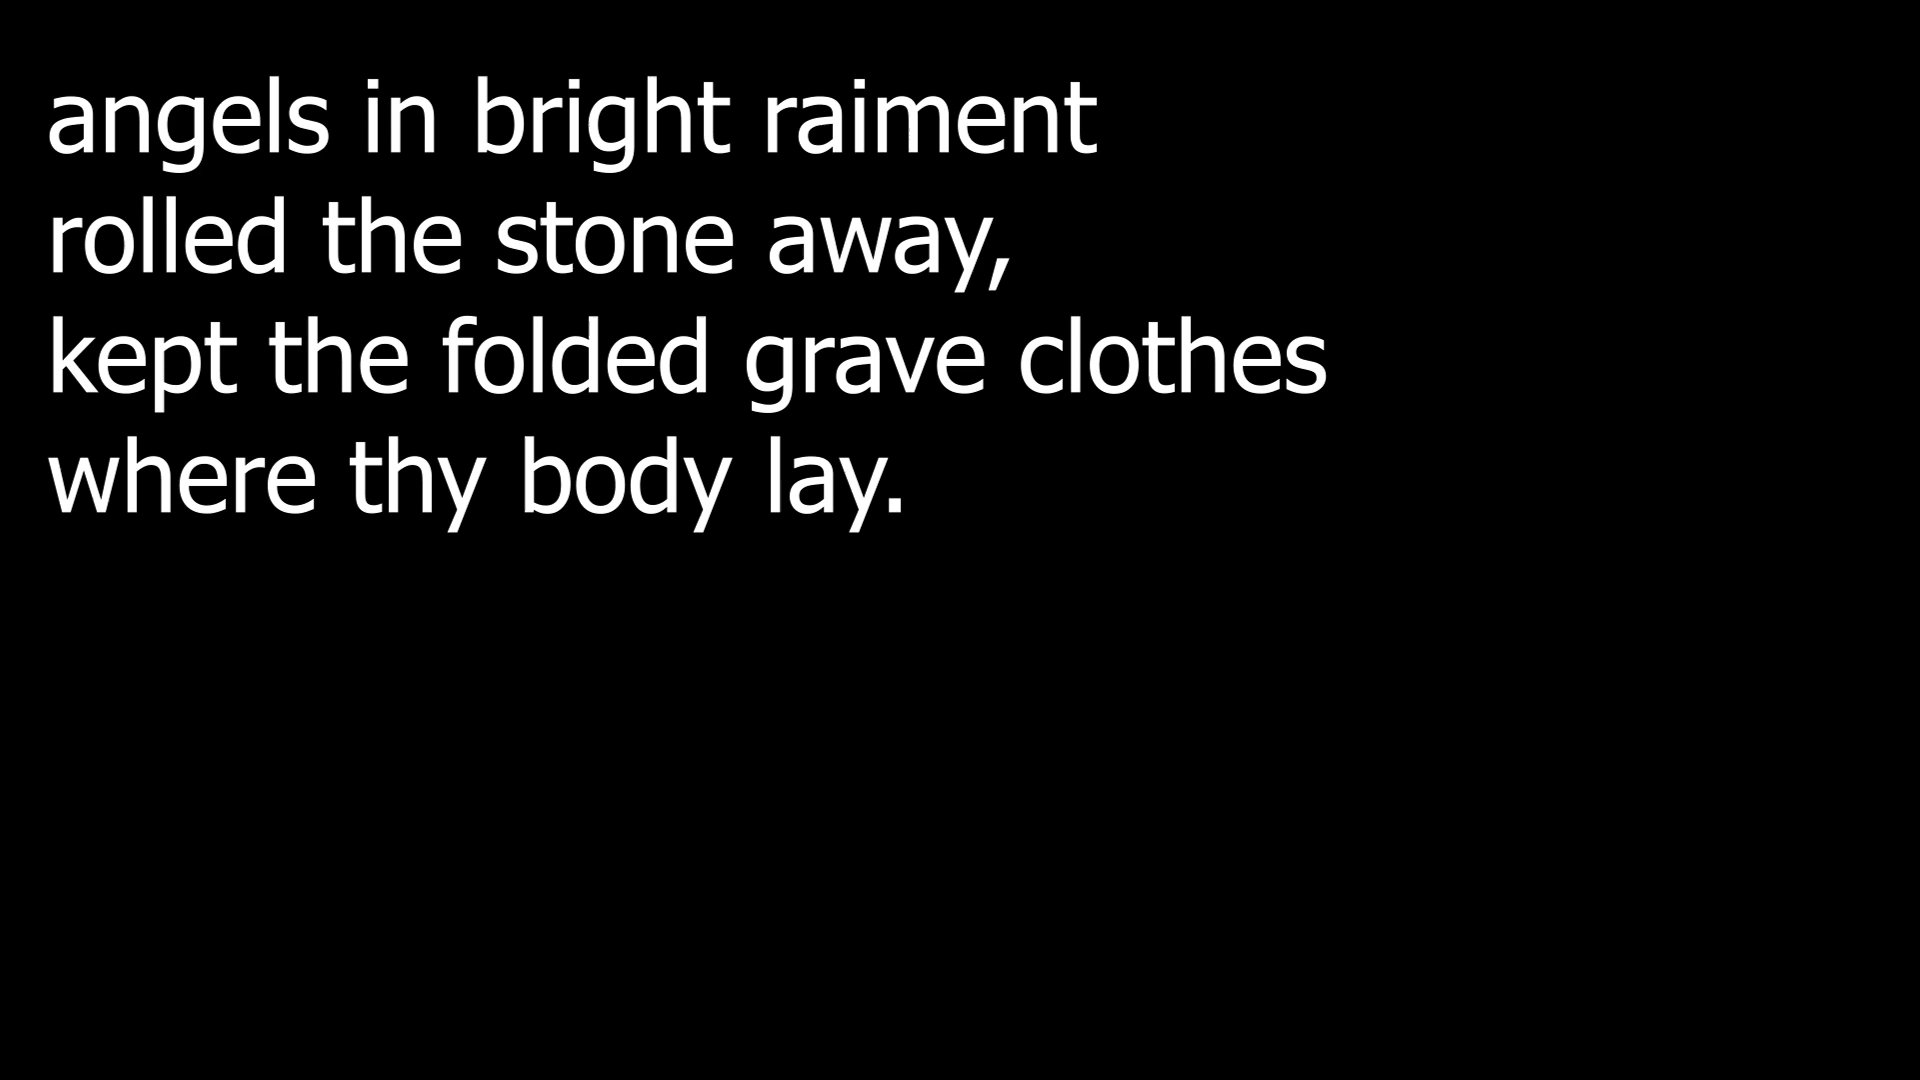 angels in bright raiment
rolled the stone away,
kept the folded grave clothes
where thy body lay.